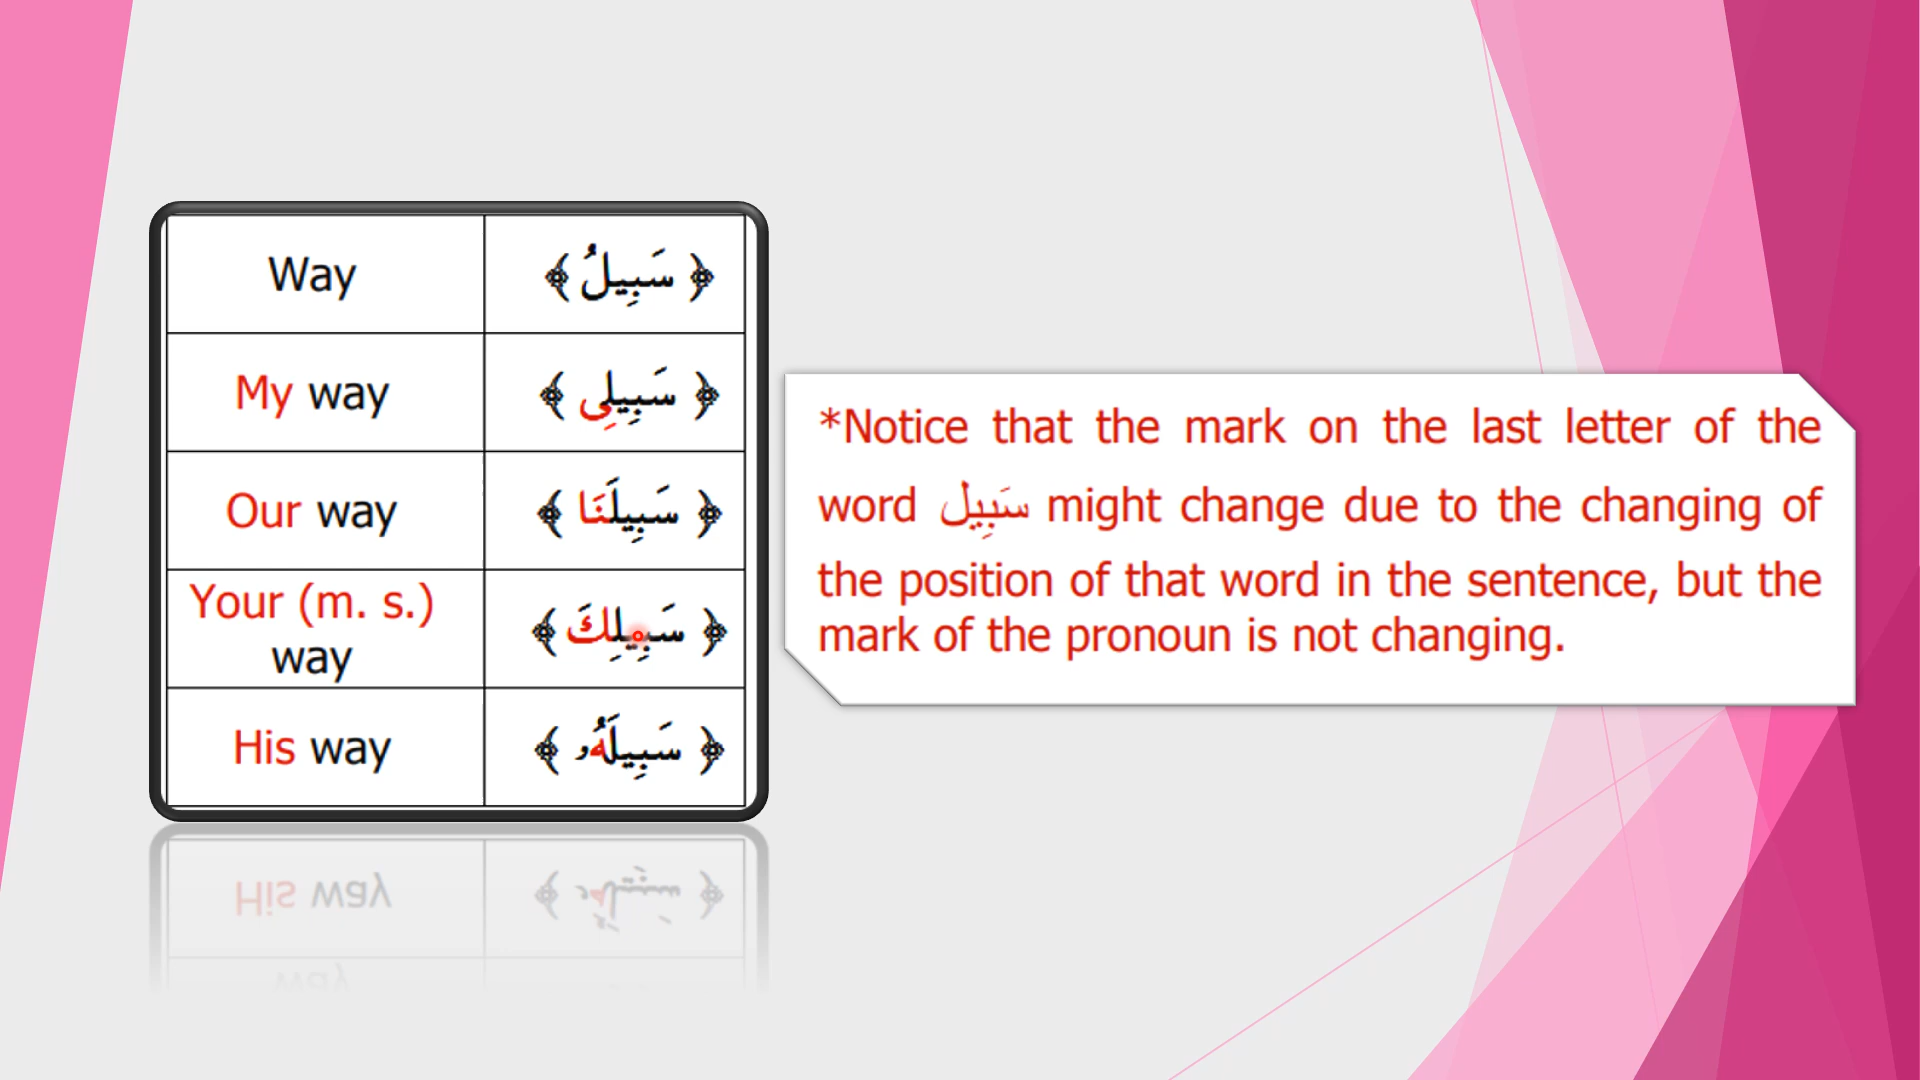 Way ﴿ سَبِيلُ ﴾
My way ﴿ سَبِيلِى ﴾
Our way ﴿ سَبِيلَنَا ﴾
Your (m. s.)
way ﴿ سَبِيلِكَ ﴾
His way ﴿ سَبِيلَهُۥ ﴾
*Notice that the mark on the last letter of the
word سَبِيل might change due to the changing of
the position of that word in the sentence, but the
mark of the pronoun is not changing.